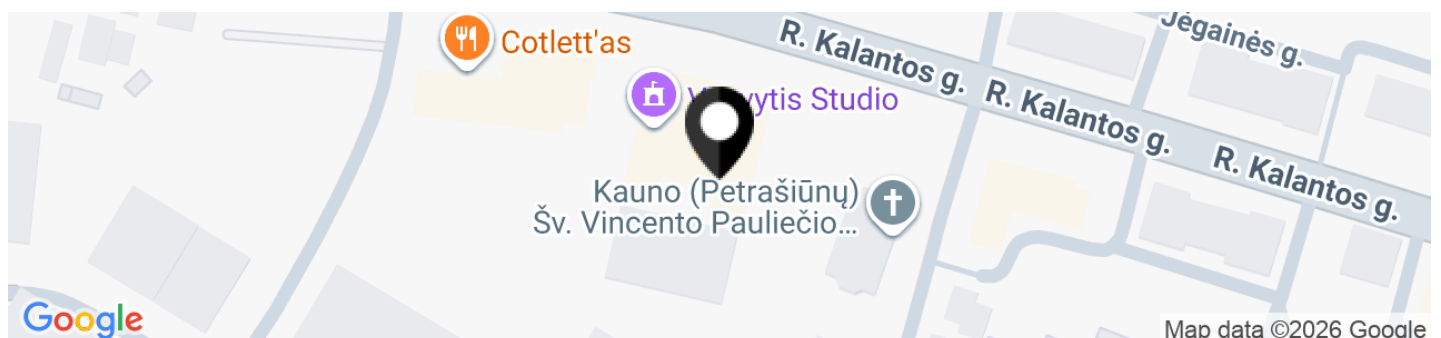 Jėgainės g.
R. Kalantos g.
Cotlett'as
R. Kalantos g.
Studio
R. Kalantos g.
Kauno (Petrašiūnų)
Šv. Vincento Pauliečio...
Google
Map data ©2026 Google